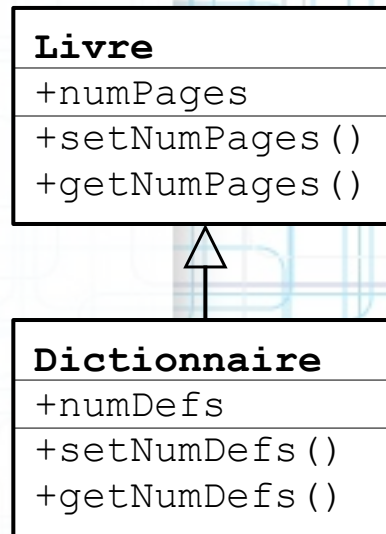 Livre
+numPages
+setNumPages()
+getNumPages()
Dictionnaire
+numDefs
+setNumDefs()
+getNumDefs()